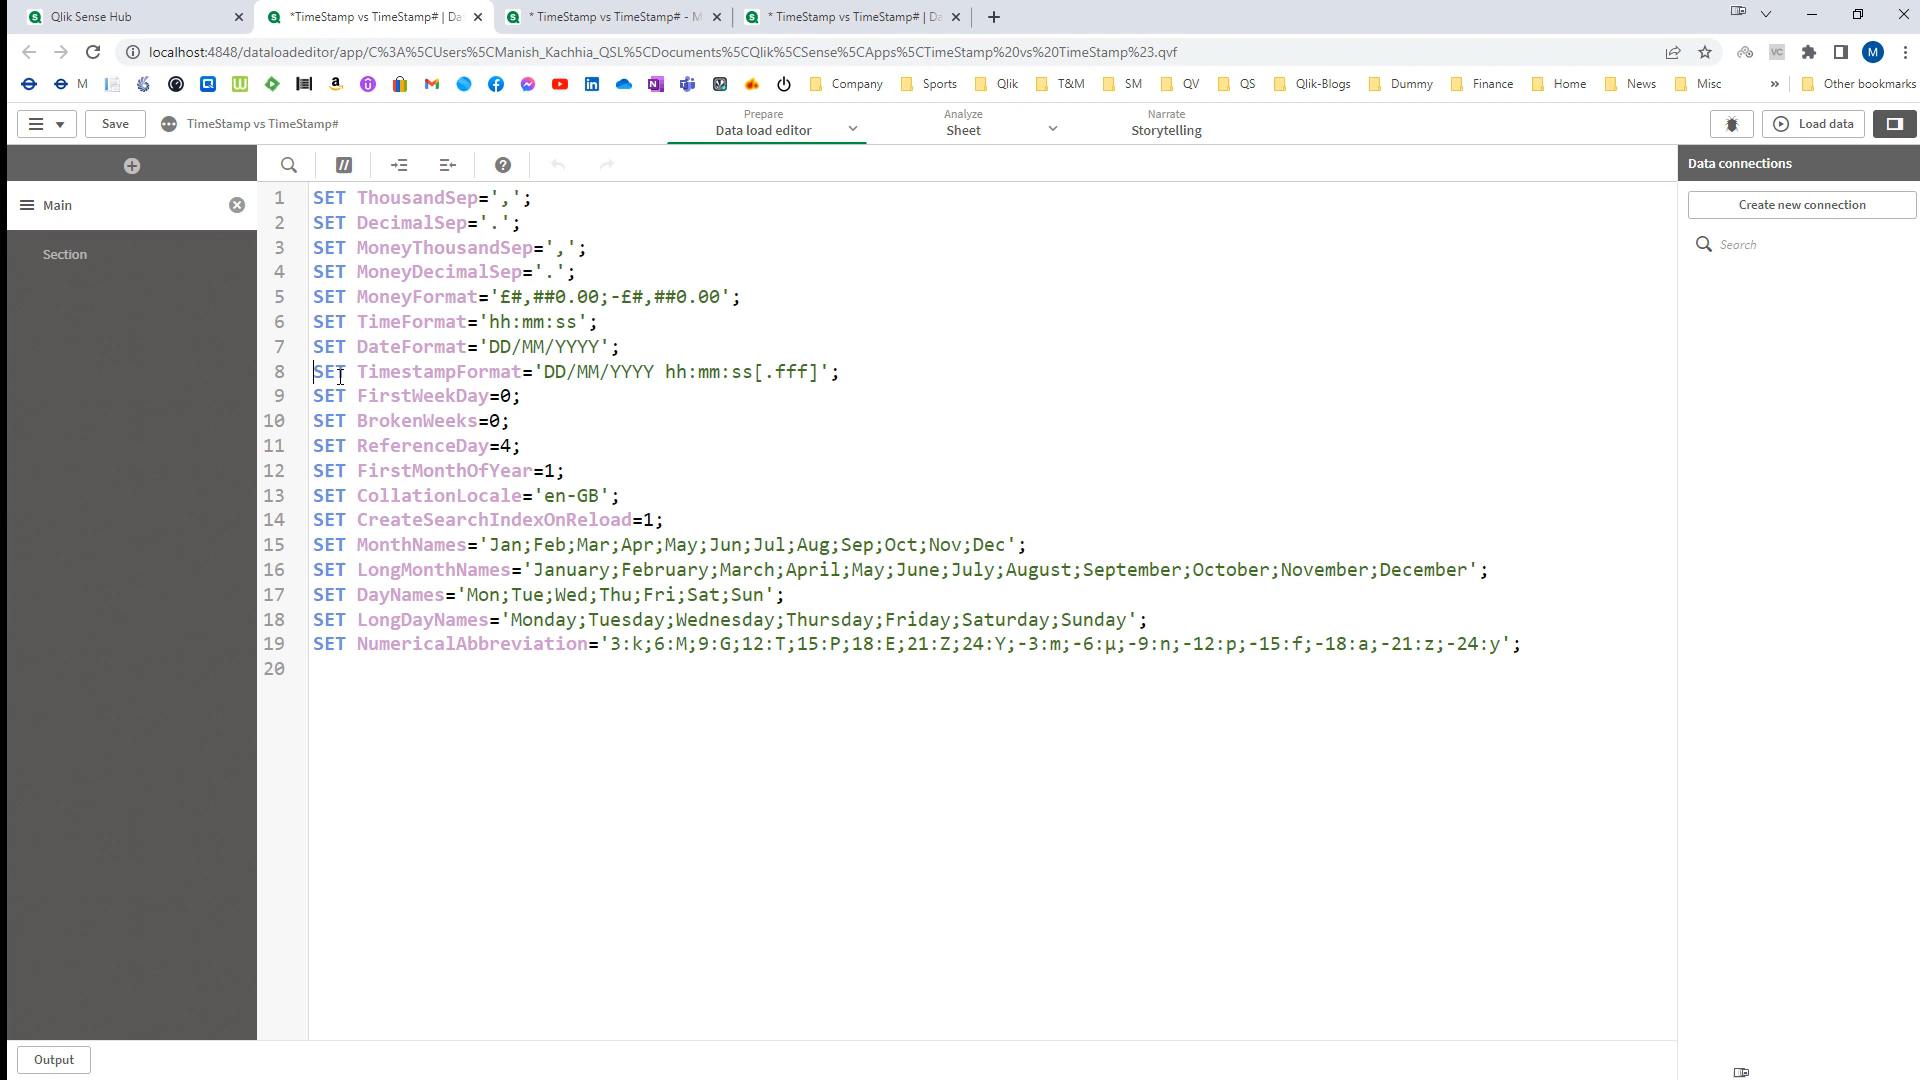 Qlik Sense Hub
*TimeStamp vs TimeStamp# | Da
* TimeStamp vs TimeStamp# - M
* TimeStamp vs TimeStamp# | Da
localhost:4848/dataloadeditor/app/C%3A%5CUsers%5CManish_Kachhia_QSL%5CDocuments%5CQlik%5CSense%5CApps%5CTimeStamp%20vs%20TimeStamp%23.qvf
VC
M
M
Company
Sports
Qlik
T&M
SM
QV
QS
Qlik-Blogs
Dummy
Finance
Home
News
Misc
»
Other bookmarks
Save
TimeStamp vs TimeStamp#
Prepare
Data load editor
Analyze
Sheet
Narrate
Storytelling
Load data
Main
Section
1 SET ThousandSep=',';
2 SET DecimalSep='.';
3 SET MoneyThousandSep=',';
4 SET MoneyDecimalSep='.';
5 SET MoneyFormat='£#,##0.00;-£#,##0.00';
6 SET TimeFormat='hh:mm:ss';
7 SET DateFormat='DD/MM/YYYY';
8 SET TimestampFormat='DD/MM/YYYY hh:mm:ss[.fff]';
9 SET FirstWeekDay=0;
10 SET BrokenWeeks=0;
11 SET ReferenceDay=4;
12 SET FirstMonthOfYear=1;
13 SET CollationLocale='en-GB';
14 SET CreateSearchIndexOnReload=1;
15 SET MonthNames='Jan;Feb;Mar;Apr;May;Jun;Jul;Aug;Sep;Oct;Nov;Dec';
16 SET LongMonthNames='January;February;March;April;May;June;July;August;September;October;November;December';
17 SET DayNames='Mon;Tue;Wed;Thu;Fri;Sat;Sun';
18 SET LongDayNames='Monday;Tuesday;Wednesday;Thursday;Friday;Saturday;Sunday';
19 SET NumericalAbbreviation='3:k;6:M;9:G;12:T;15:P;18:E;21:Z;24:Y;-3:m;-6:μ;-9:n;-12:p;-15:f;-18:a;-21:z;-24:y';
20
Data connections
Create new connection
Search
Output